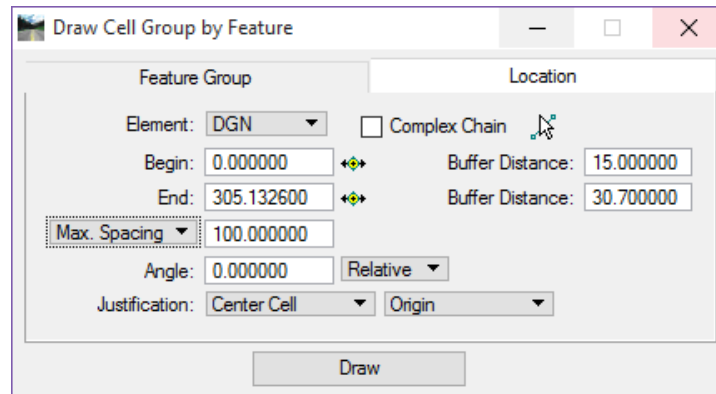 Draw Cell Group by Feature
Feature Group Location
Element: DGN Complex Chain
Begin: 0.000000 Buffer Distance: 15.000000
End: 305.132600 Buffer Distance: 30.700000
Max. Spacing 100.000000
Angle: 0.000000 Relative
Justification: Center Cell Origin
Draw